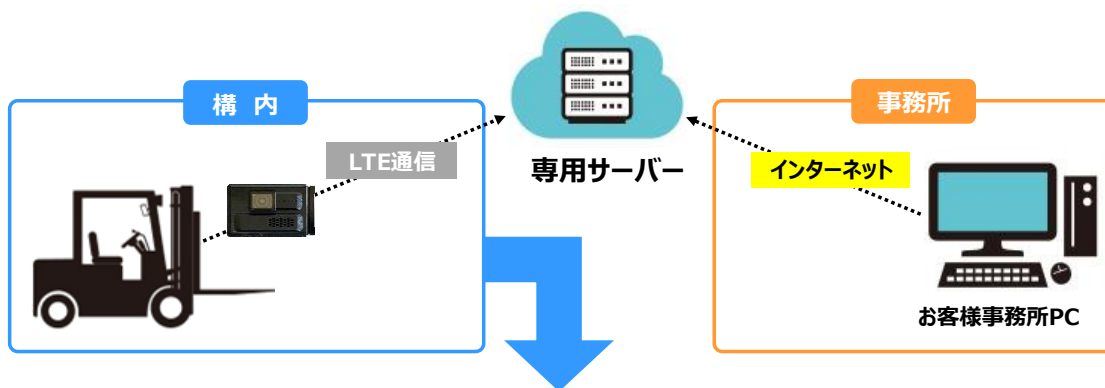 構 内
事務所
LTE通信
専用サーバー
インターネット
お客様事務所PC